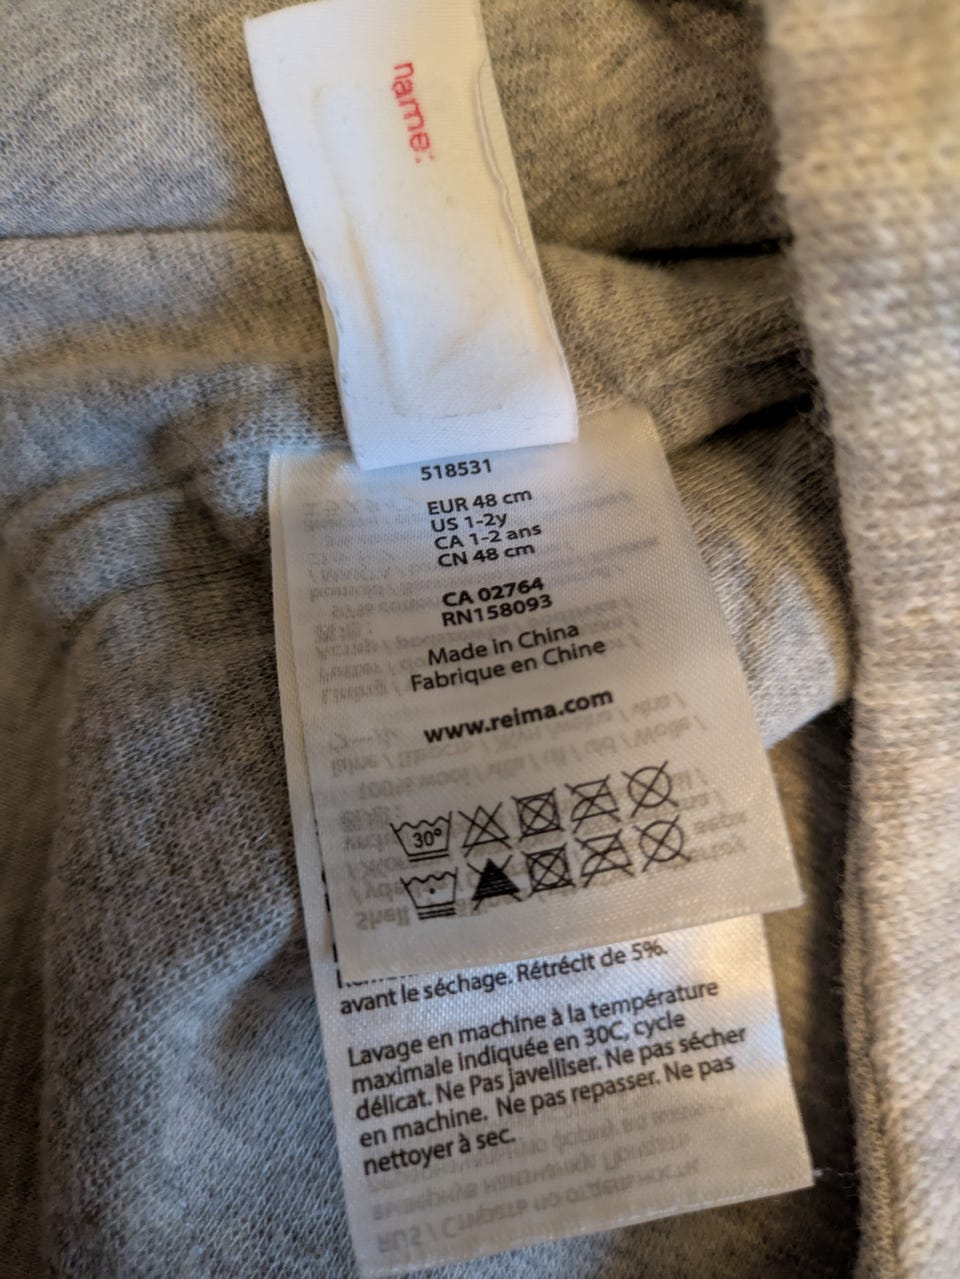 name:
518531
EUR 48 cm
US 1-2y
CA 1-2 ans
CN 48 cm
CA 02764
RN158093
Made in China
Fabrique en Chine
www.reima.com
30°
avant le séchage. Rétrécit de 5%.
Lavage en machine à la température
maximale indiquée en 30C, cycle
délicat. Ne Pas javelliser. Ne pas sécher
en machine. Ne pas repasser. Ne pas
nettoyer à sec.